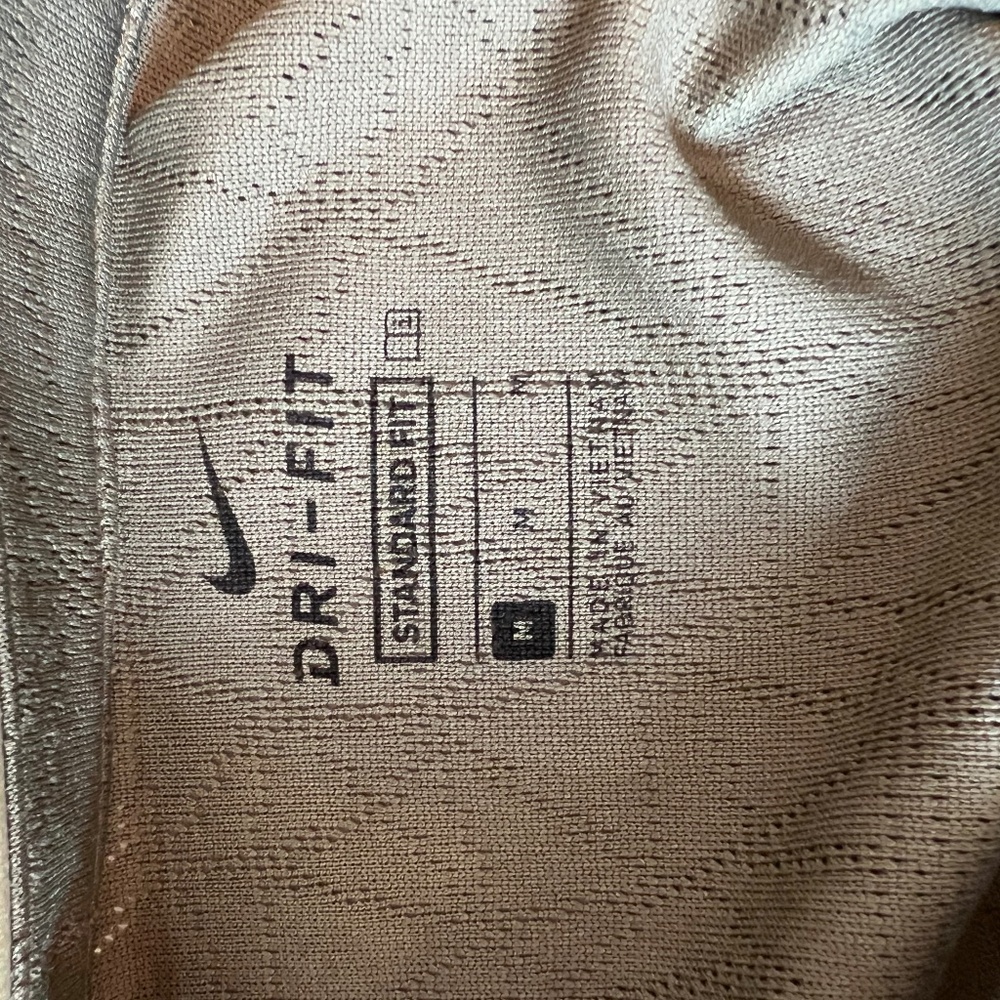 DRI-FIT
STANDARD FIT
M M M
MADE IN VIETNAM
FABRIQUÉ AU VIETNAM